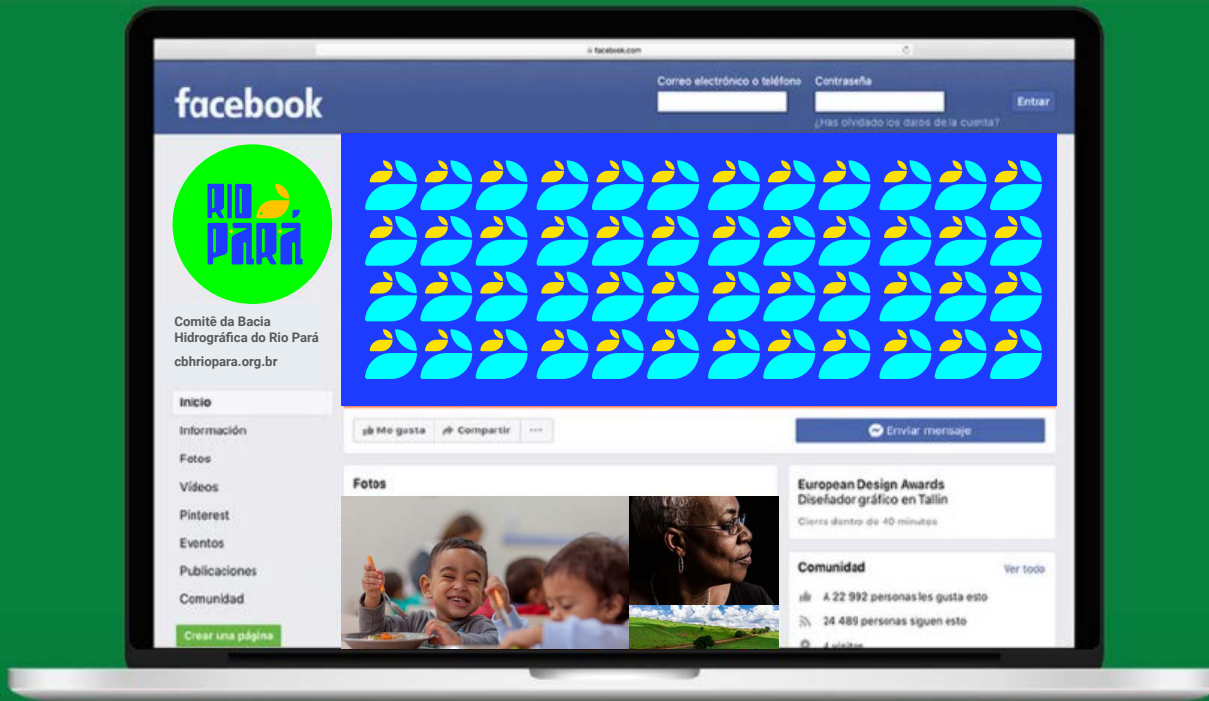 facebook.com
facebook
Correo electrónico o teléfono
Contraseña
Entrar
¿Has olvidado los datos de la cuenta?
RIO
PARÁ
Comitê da Bacia
Hidrográfica do Rio Pará
cbhriopara.org.br
Inicio
Información
Fotos
Vídeos
Pinterest
Eventos
Publicaciones
Comunidad
Crear una página
Me gusta
Compartir
Enviar mensaje
Fotos
European Design Awards
Diseñador gráfico en Tallin
Cierra dentro de 40 minutos
Comunidad
Ver todo
A 22 992 personas les gusta esto
24 489 personas siguen esto